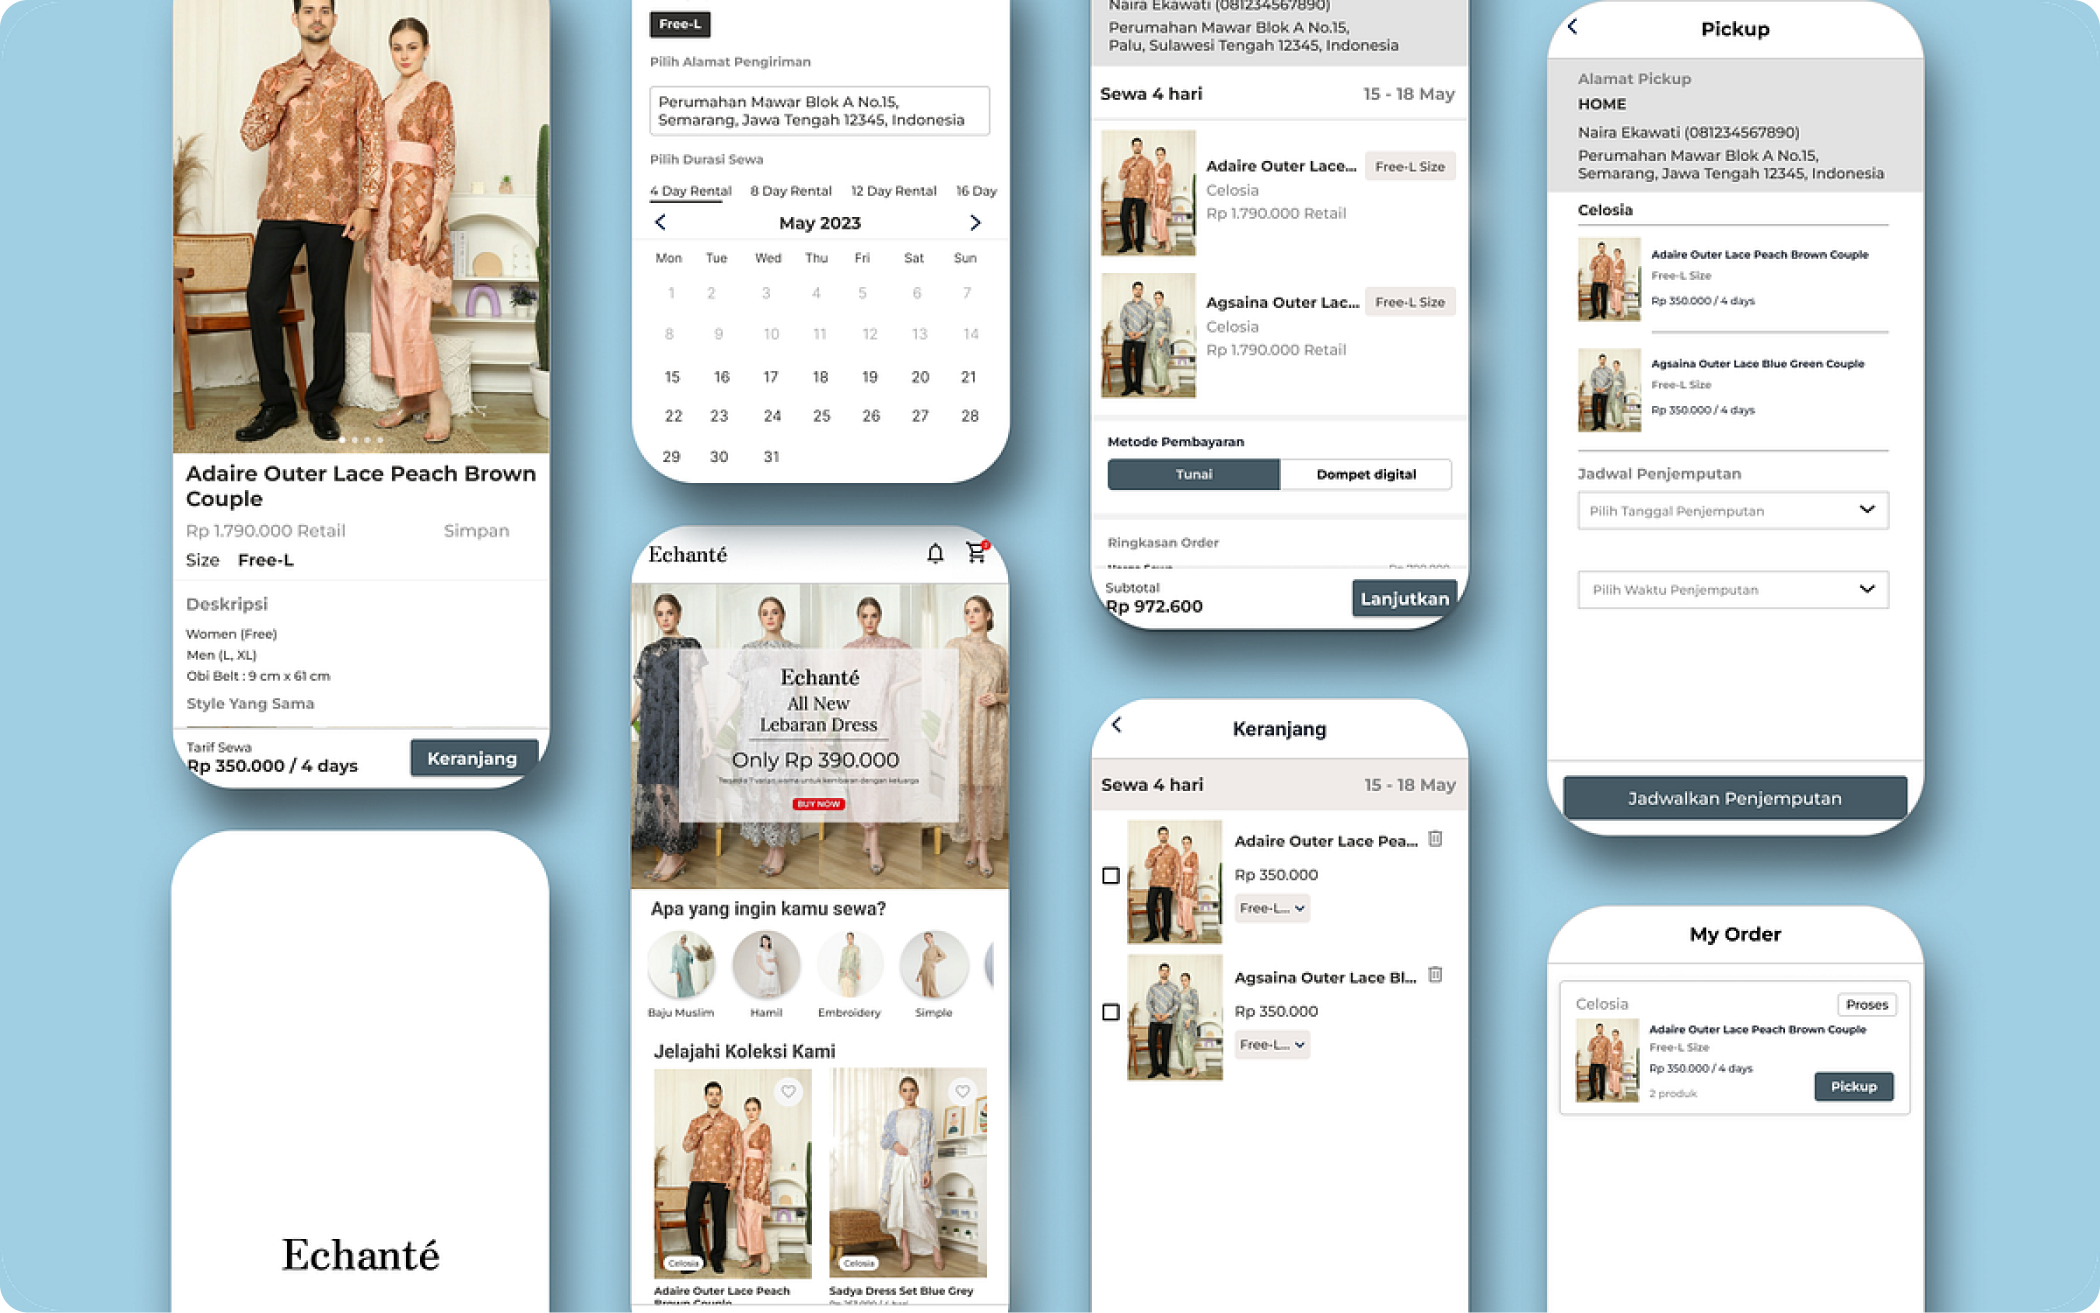 Adaire Outer Lace Peach Brown
Couple
Rp 1.790.000 Retail
Simpan
Size Free-L
Deskripsi
Women (Free)
Men (L, XL)
Obi Belt : 9 cm x 61 cm
Style Yang Sama
Tarif Sewa
Rp 350.000 / 4 days
Keranjang
Echanté
Free-L
Pilih Alamat Pengiriman
Perumahan Mawar Blok A No.15,
Semarang, Jawa Tengah 12345, Indonesia
Pilih Durasi Sewa
4 Day Rental 8 Day Rental 12 Day Rental 16 Day
May 2023
Mon Tue Wed Thu Fri Sat Sun
1 2 3 4 5 6 7
8 9 10 11 12 13 14
15 16 17 18 19 20 21
22 23 24 25 26 27 28
29 30 31
Echanté
Echanté
All New
Lebaran Dress
Only Rp 390.000
Tersedia 7 varian warna untuk kembaran dengan keluarga
BUY NOW
Apa yang ingin kamu sewa?
Baju Muslim Hamil Embroidery Simple
Jelajahi Koleksi Kami
Celosia
Adaire Outer Lace Peach
Brown Couple
Celosia
Sadya Dress Set Blue Grey
Naira Ekawati (081234567890)
Perumahan Mawar Blok A No.15,
Palu, Sulawesi Tengah 12345, Indonesia
Sewa 4 hari 15 - 18 May
Adaire Outer Lace... Free-L Size
Celosia
Rp 1.790.000 Retail
Agsaina Outer Lac... Free-L Size
Celosia
Rp 1.790.000 Retail
Metode Pembayaran
Tunai Dompet digital
Ringkasan Order
Subtotal
Rp 972.600
Lanjutkan
Keranjang
Sewa 4 hari 15 - 18 May
Adaire Outer Lace Pea...
Rp 350.000
Free-L...
Agsaina Outer Lace Bl...
Rp 350.000
Free-L...
Pickup
Alamat Pickup
HOME
Naira Ekawati (081234567890)
Perumahan Mawar Blok A No.15,
Semarang, Jawa Tengah 12345, Indonesia
Celosia
Adaire Outer Lace Peach Brown Couple
Free-L Size
Rp 350.000 / 4 days
Agsaina Outer Lace Blue Green Couple
Free-L Size
Rp 350.000 / 4 days
Jadwal Penjemputan
Pilih Tanggal Penjemputan
Pilih Waktu Penjemputan
Jadwalkan Penjemputan
My Order
Celosia Proses
Adaire Outer Lace Peach Brown Couple
Free-L Size
Rp 350.000 / 4 days
2 produk
Pickup